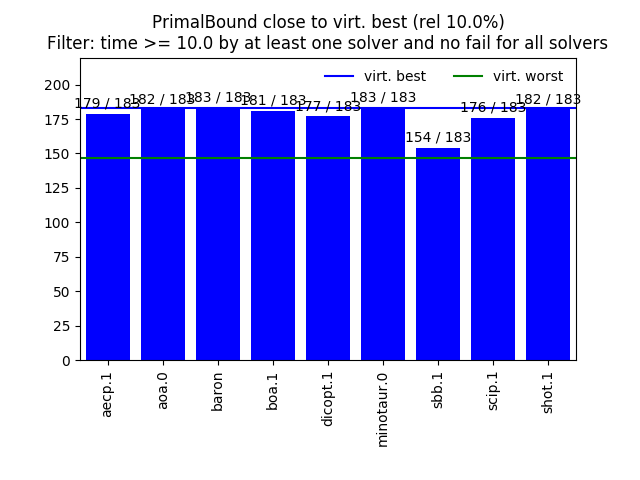 PrimalBound close to virt. best (rel 10.0%)
Filter: time >= 10.0 by at least one solver and no fail for all solvers
virt. best
virt. worst
179 / 183
182 / 183
183 / 183
181 / 183
177 / 183
183 / 183
154 / 183
176 / 183
182 / 183
200
175
150
125
100
75
50
25
0
aecp.1
aoa.0
baron
boa.1
dicopt.1
minotaur.0
sbb.1
scip.1
shot.1